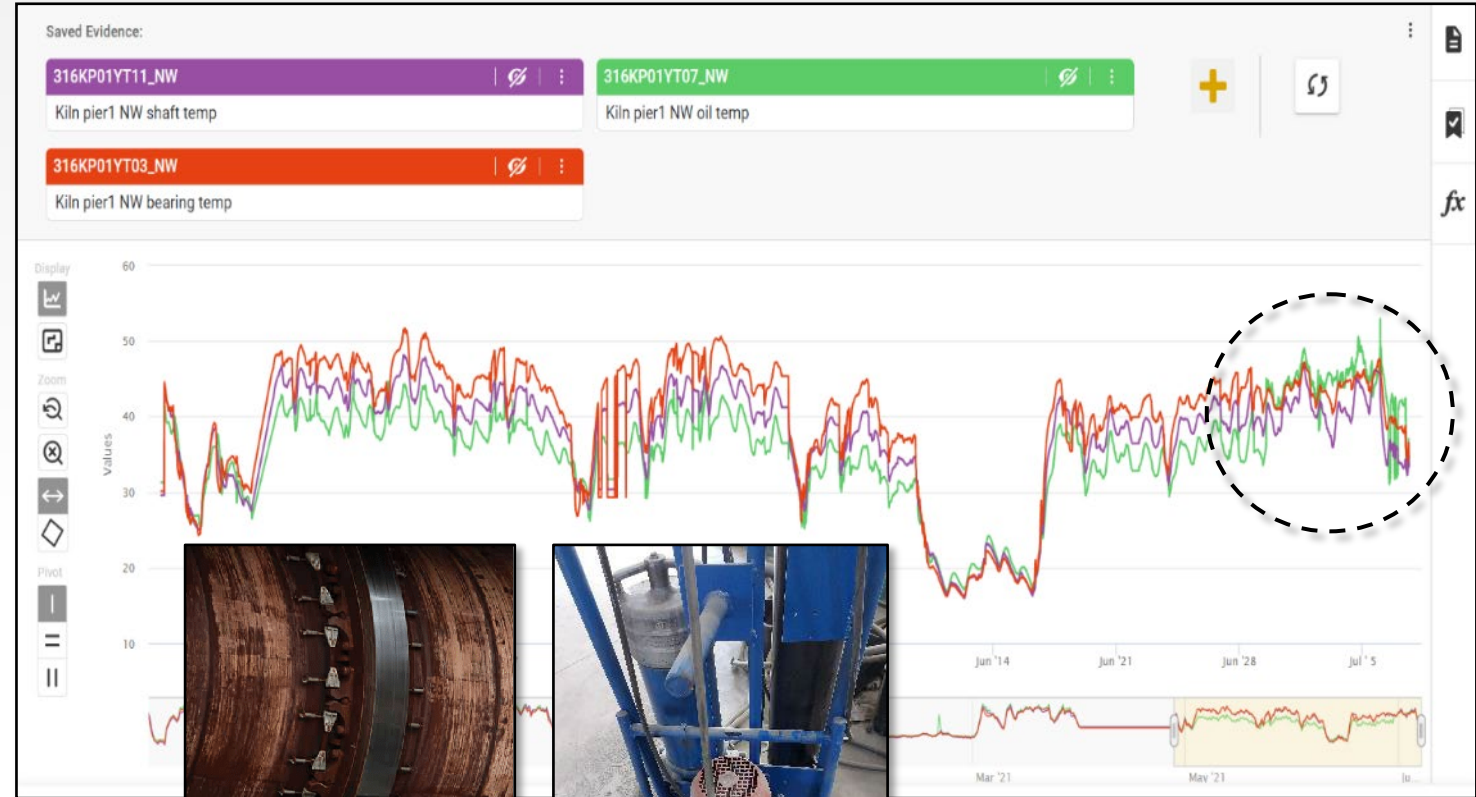 Saved Evidence:
316KP01YT11_NW
Kiln pier1 NW shaft temp
316KP01YT07_NW
Kiln pier1 NW oil temp
316KP01YT03_NW
Kiln pier1 NW bearing temp
fx
Display
Zoom
Pivot
Values
60
50
40
30
20
10
Jun '14
Jun '21
Jun '28
Jul ' 5
Mar '21
May '21
Ju...